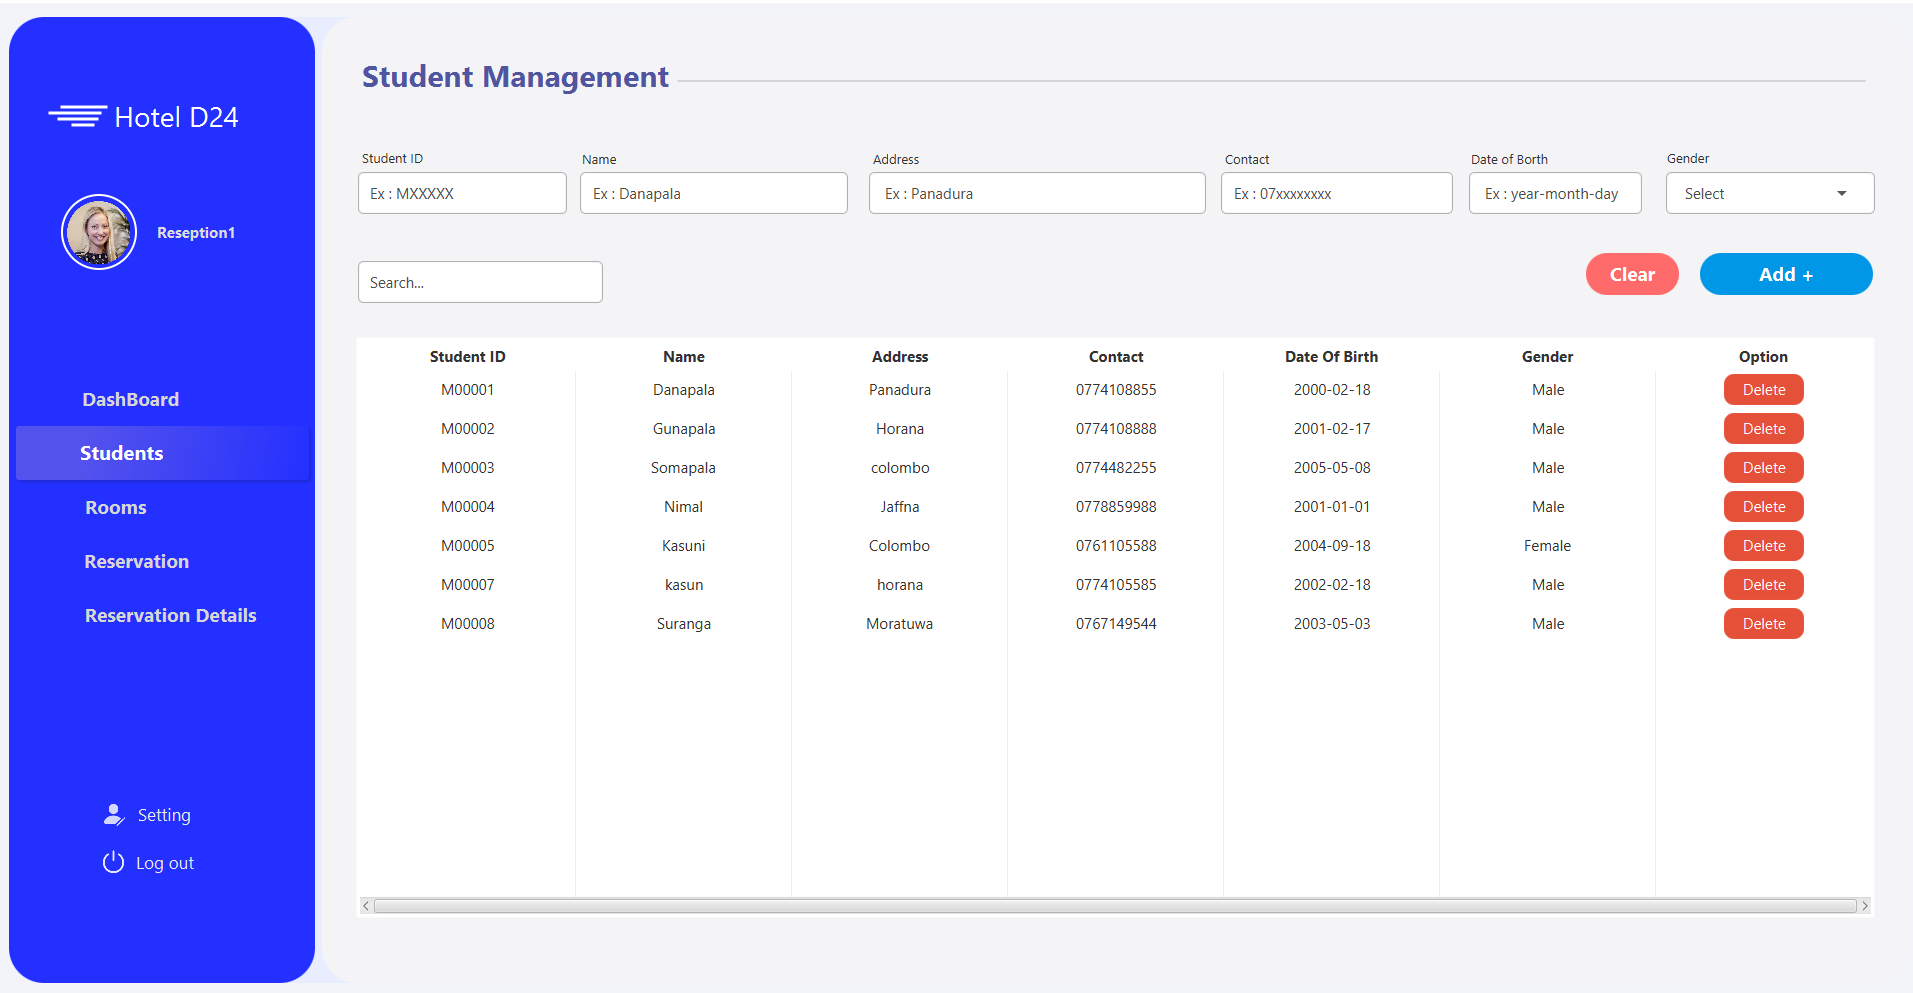 Hotel D24
Reseption1
DashBoard
Students
Rooms
Reservation
Reservation Details
Setting
Log out
Student Management
Student ID Name Address Contact Date of Borth Gender
Ex : MXXXXX Ex : Danapala Ex : Panadura Ex : 07xxxxxxxx Ex : year-month-day Select
Search... Clear Add +
Student ID Name Address Contact Date Of Birth Gender Option
M00001 Danapala Panadura 0774108855 2000-02-18 Male Delete
M00002 Gunapala Horana 0774108888 2001-02-17 Male Delete
M00003 Somapala colombo 0774482255 2005-05-08 Male Delete
M00004 Nimal Jaffna 0778859988 2001-01-01 Male Delete
M00005 Kasuni Colombo 0761105588 2004-09-18 Female Delete
M00007 kasun horana 0774105585 2002-02-18 Male Delete
M00008 Suranga Moratuwa 0767149544 2003-05-03 Male Delete